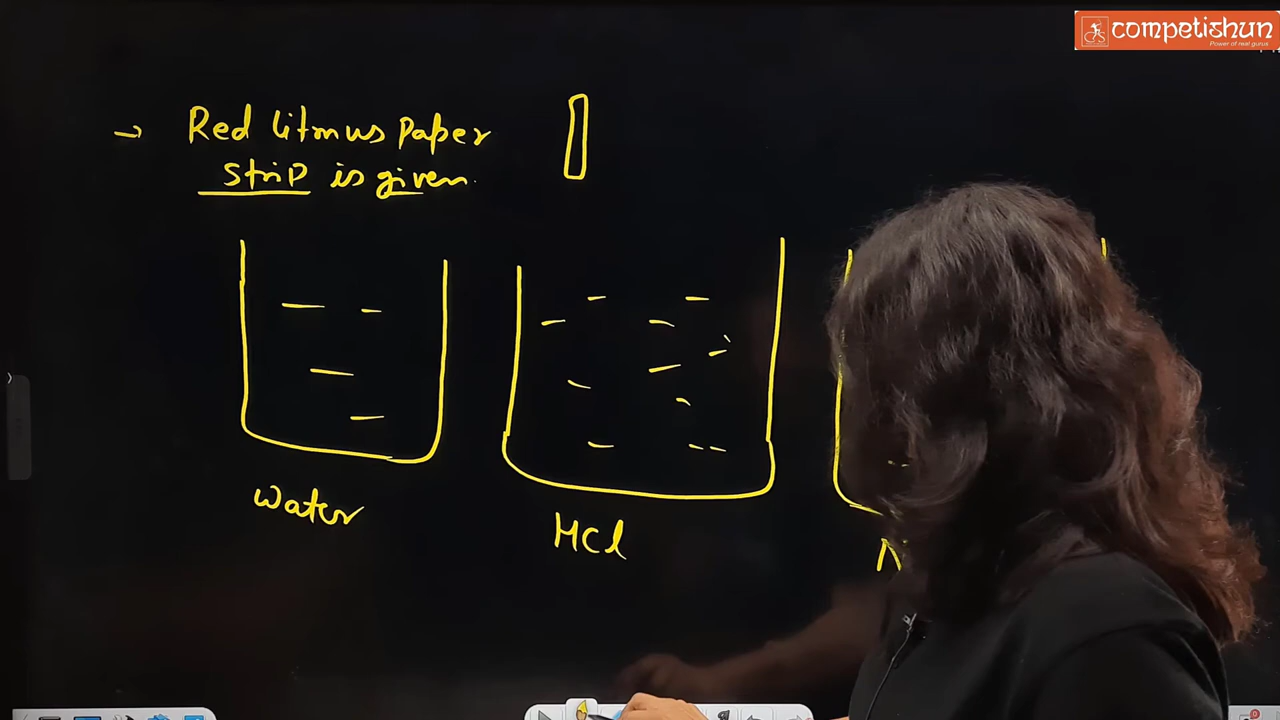 competishun
Power of real gurus
→ Red litmus paper
strip is given.
water
HCl
N